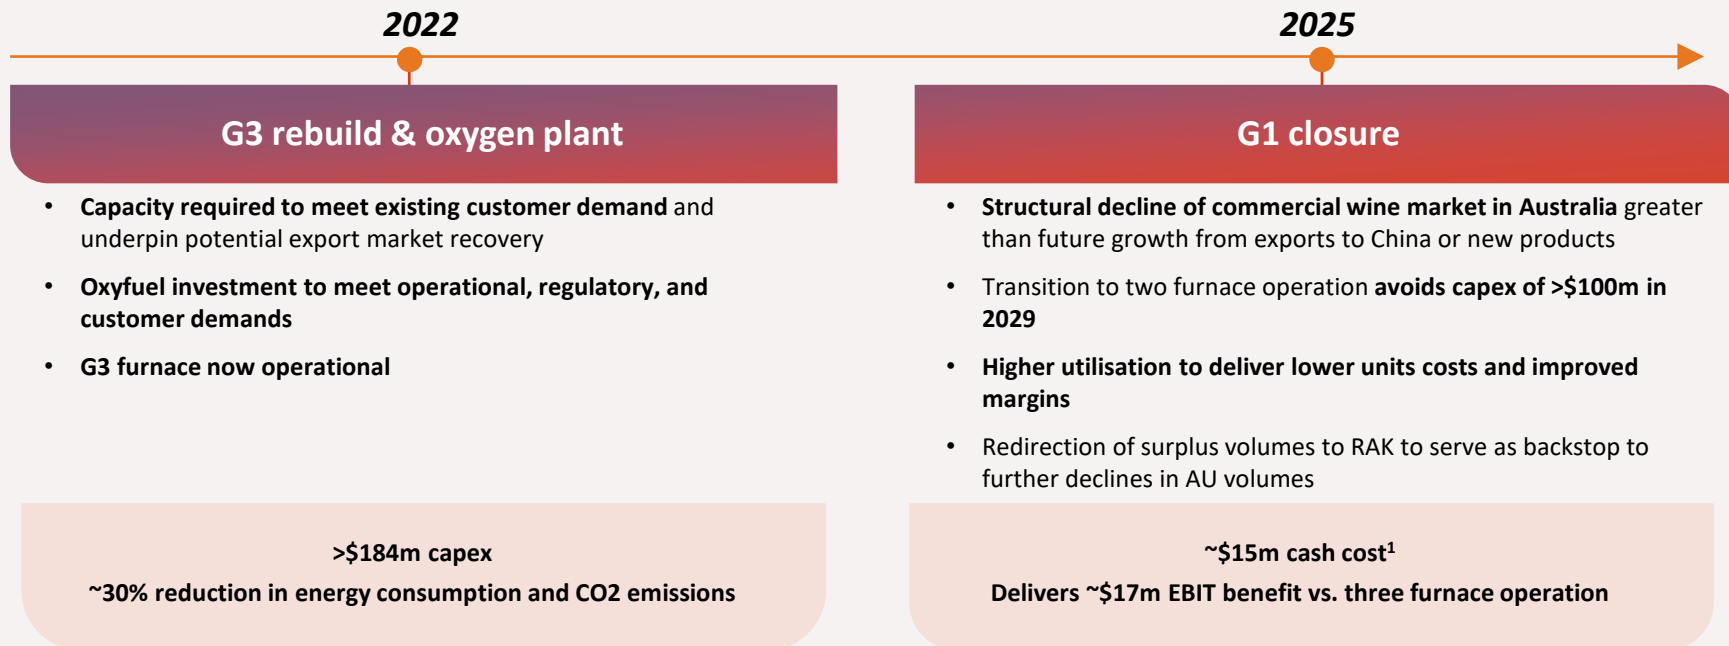 2022
2025
G3 rebuild & oxygen plant
• Capacity required to meet existing customer demand and
underpin potential export market recovery
• Oxyfuel investment to meet operational, regulatory, and
customer demands
• G3 furnace now operational
>$184m capex
~30% reduction in energy consumption and CO2 emissions
G1 closure
• Structural decline of commercial wine market in Australia greater
than future growth from exports to China or new products
• Transition to two furnace operation avoids capex of >$100m in
2029
• Higher utilisation to deliver lower units costs and improved
margins
• Redirection of surplus volumes to RAK to serve as backstop to
further declines in AU volumes
~$15m cash cost¹
Delivers ~$17m EBIT benefit vs. three furnace operation